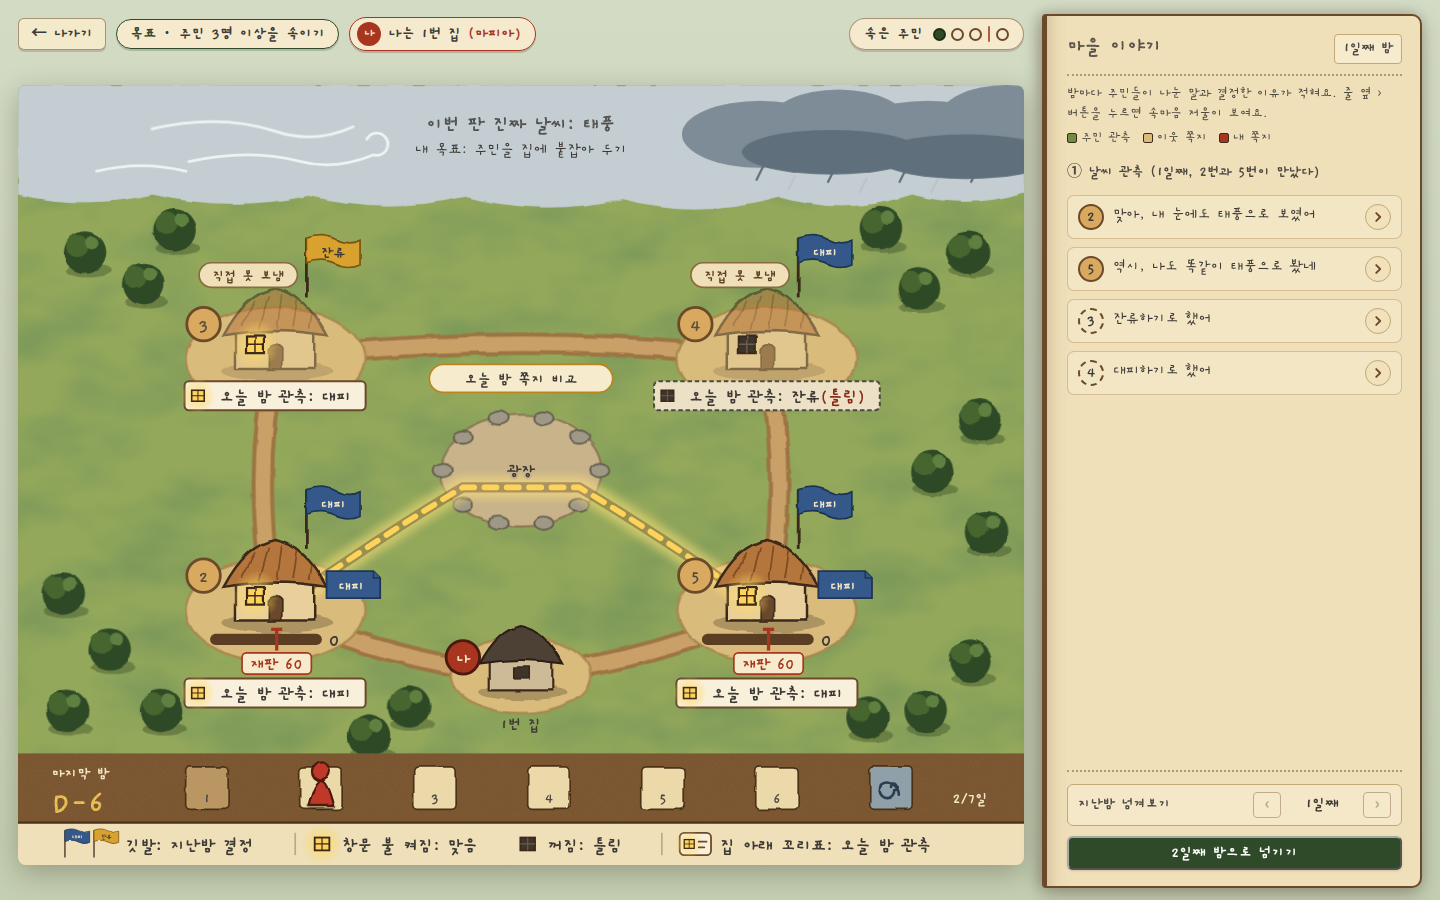 ← 나가기
목표 · 주민 3명 이상을 속이기
나 나는 1번 집 (마피아)
속은 주민
이번 판 진짜 날씨: 태풍
내 목표: 주민을 집에 붙잡아 두기
잔류
대피
직접 못 보냄
직접 못 보냄
3
4
오늘 밤 쪽지 비교
오늘 밤 관측: 대피
오늘 밤 관측: 잔류(틀림)
광장
대피
대피
2
대피
5
대피
0
0
나
재판 60
재판 60
오늘 밤 관측: 대피
오늘 밤 관측: 대피
1번 집
마지막 밤
D-6
1
3
4
5
6
2/7일
대피
잔류
깃발: 지난밤 결정
창문 불 켜짐: 맞음
꺼짐: 틀림
집 아래 꼬리표: 오늘 밤 관측
마을 이야기
1일째 밤
밤마다 주민들이 나눈 말과 결정한 이유가 적혀요. 줄 옆 >
버튼을 누르면 속마음 저울이 보여요.
주민 관측
이웃 쪽지
내 쪽지
① 날씨 관측 (1일째, 2번과 5번이 만났다)
2 맞아, 내 눈에도 태풍으로 보였어
5 역시, 나도 똑같이 태풍으로 봤네
3 잔류하기로 했어
4 대피하기로 했어
지난밤 넘겨보기
‹ 1일째 ›
2일째 밤으로 넘기기